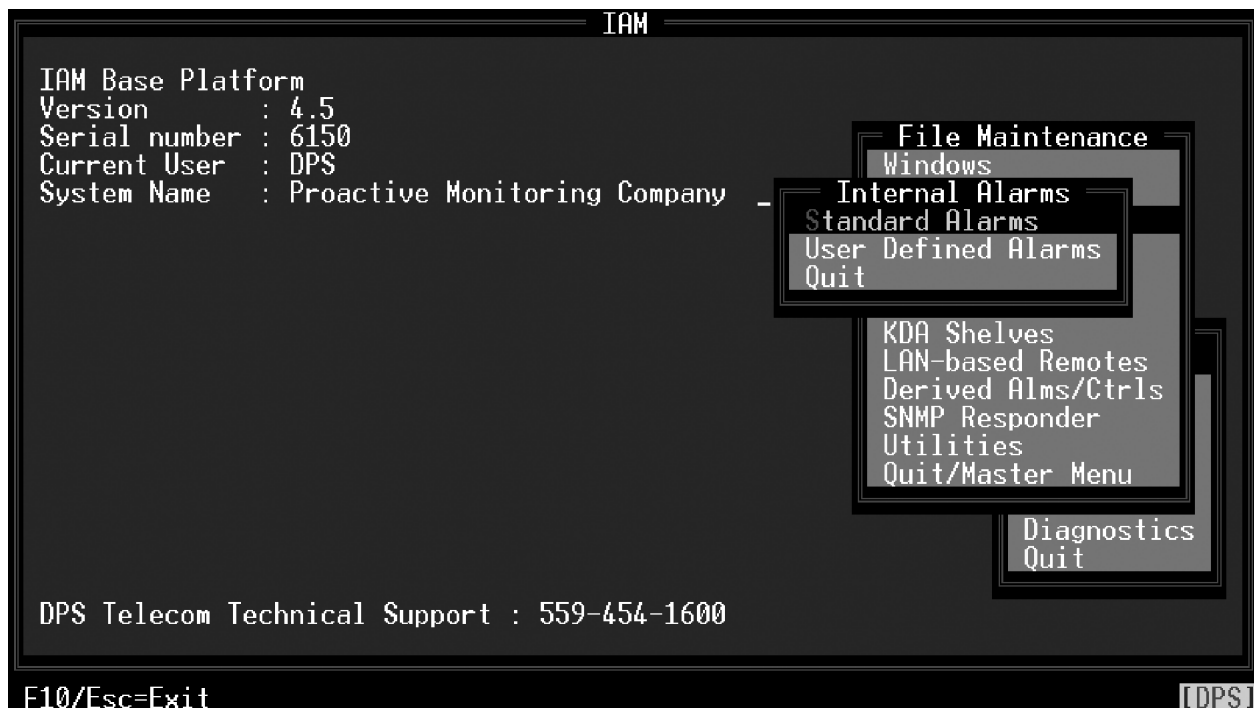 IAM
IAM Base Platform
Version : 4.5
Serial number : 6150
Current User : DPS
System Name : Proactive Monitoring Company _
File Maintenance
Windows
Internal Alarms
Standard Alarms
User Defined Alarms
Quit
KDA Shelves
LAN-based Remotes
Derived Alms/Ctrls
SNMP Responder
Utilities
Quit/Master Menu
Diagnostics
Quit
DPS Telecom Technical Support : 559-454-1600
F10/Esc=Exit
[DPS]